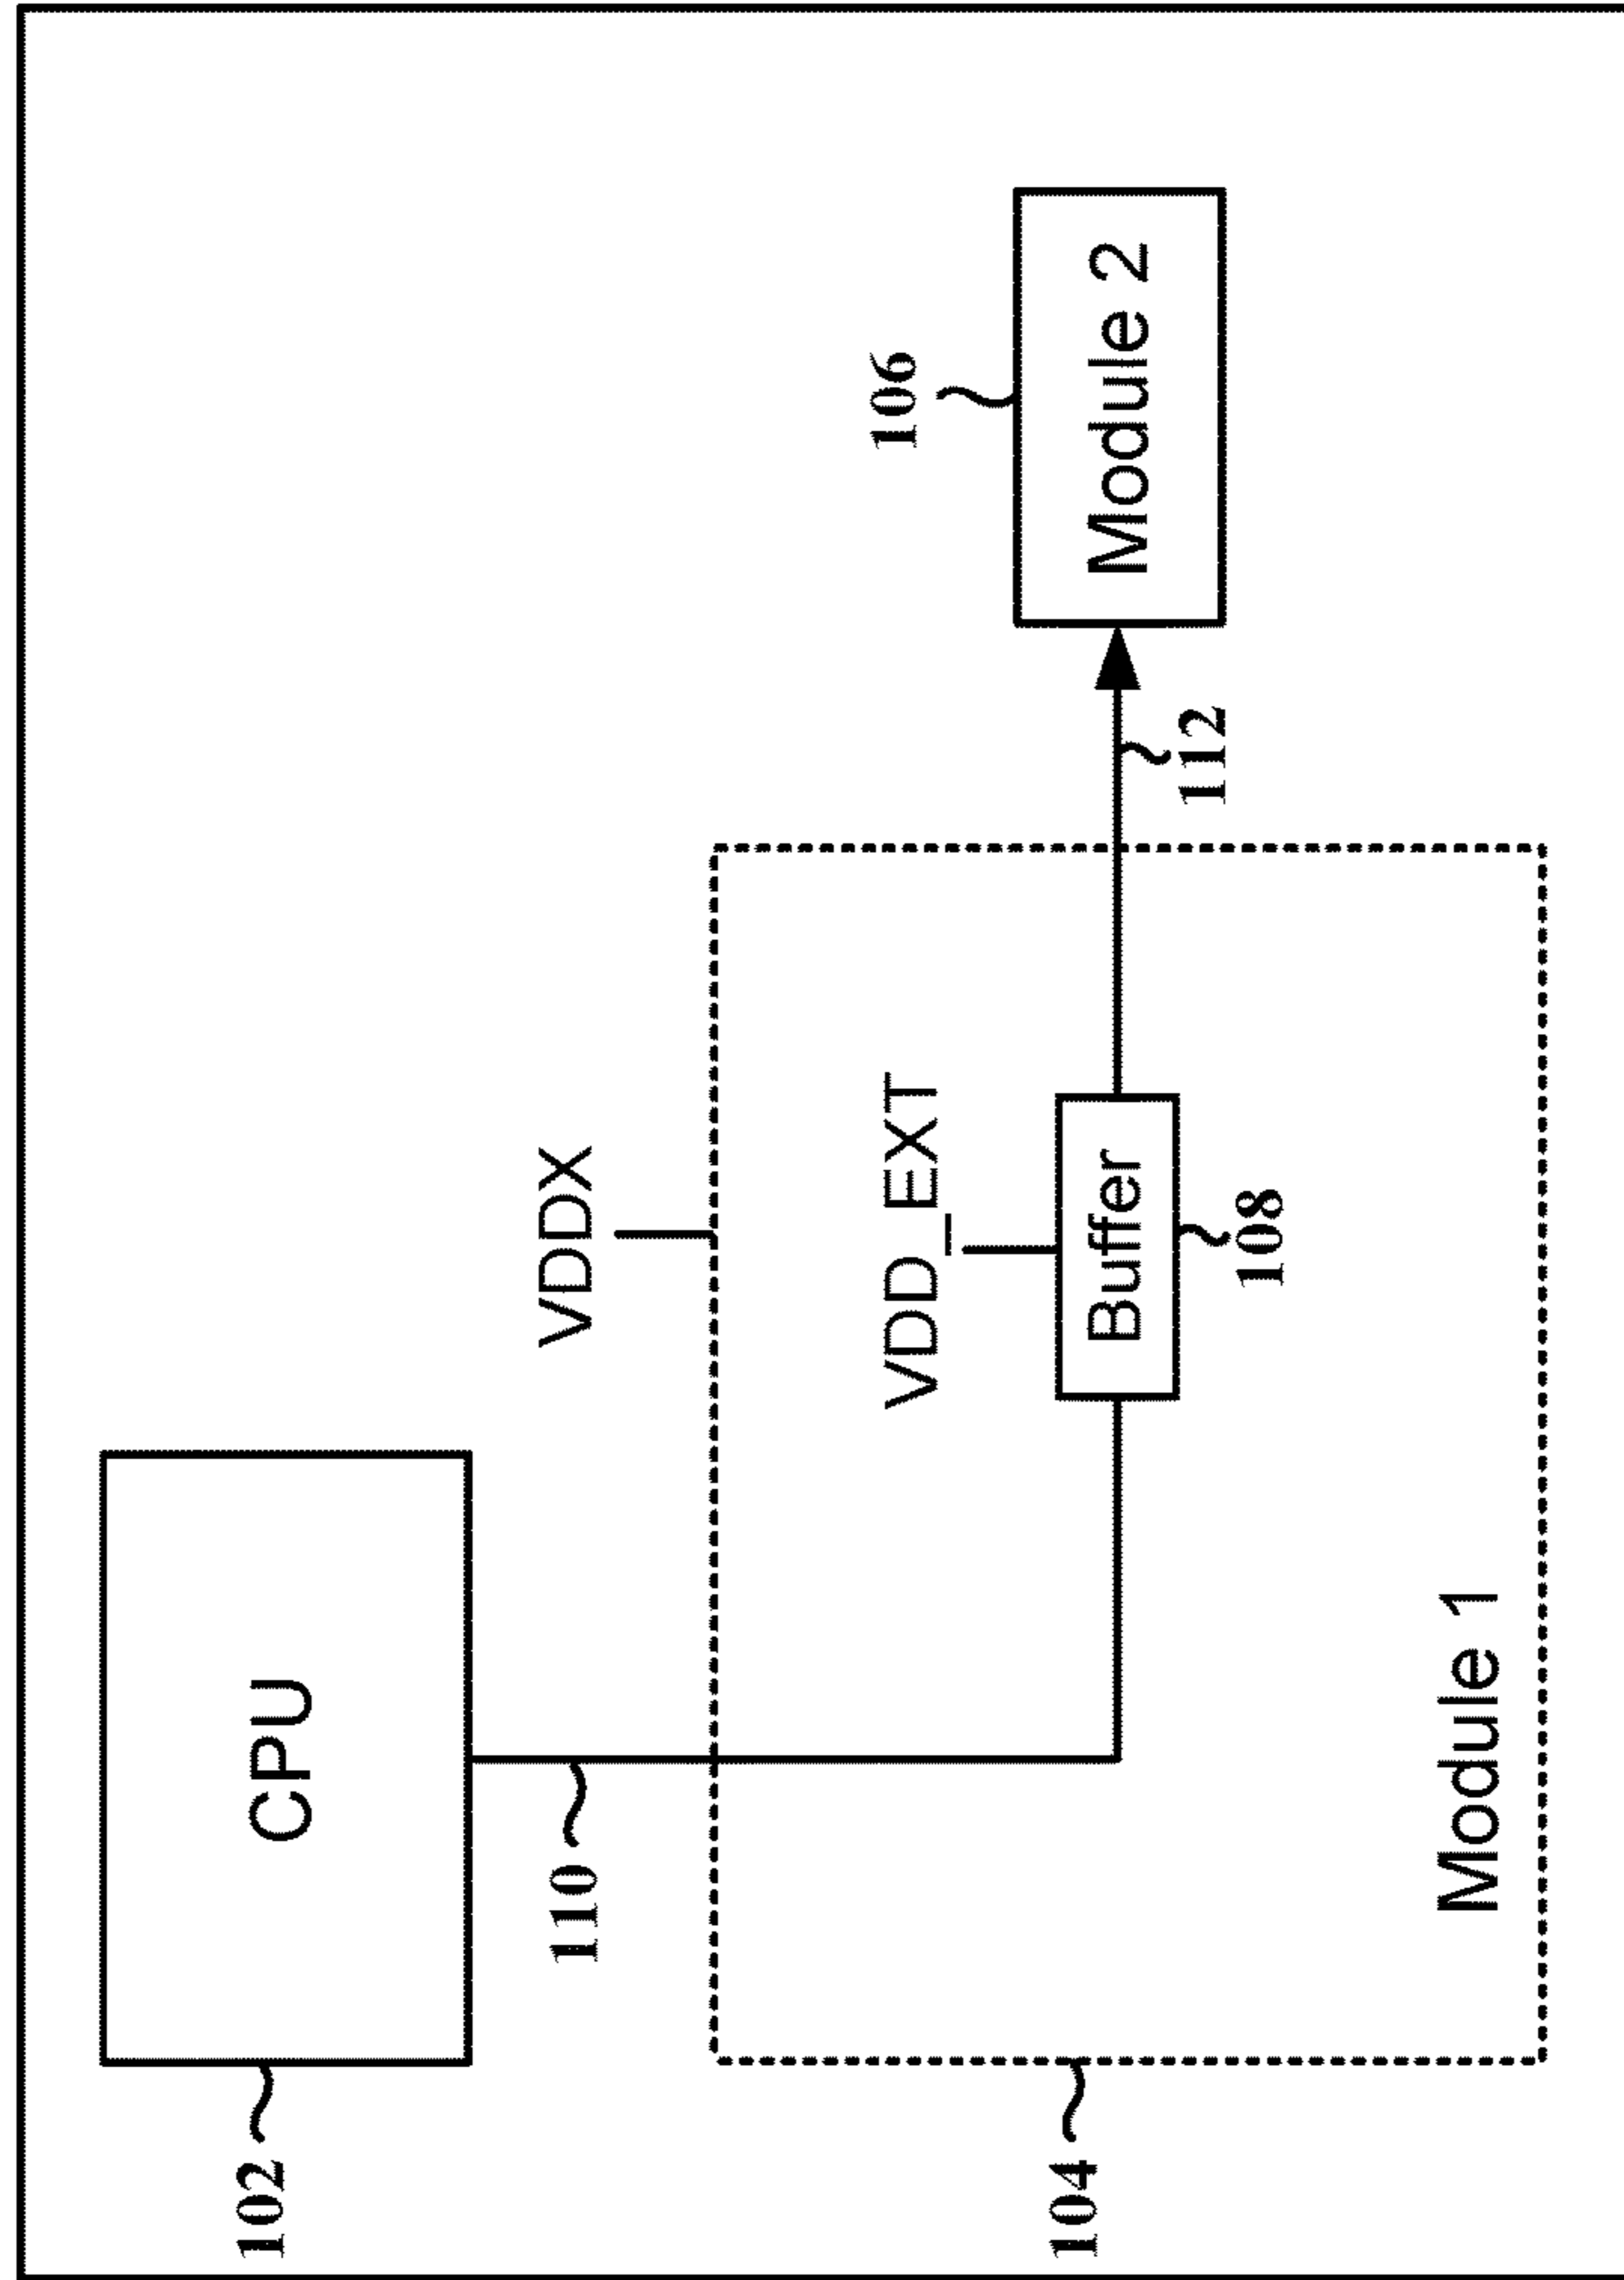 102
CPU
110
VDDX
104
VDD_EXT
106
Buffer
Module 2
108
112
Module 1